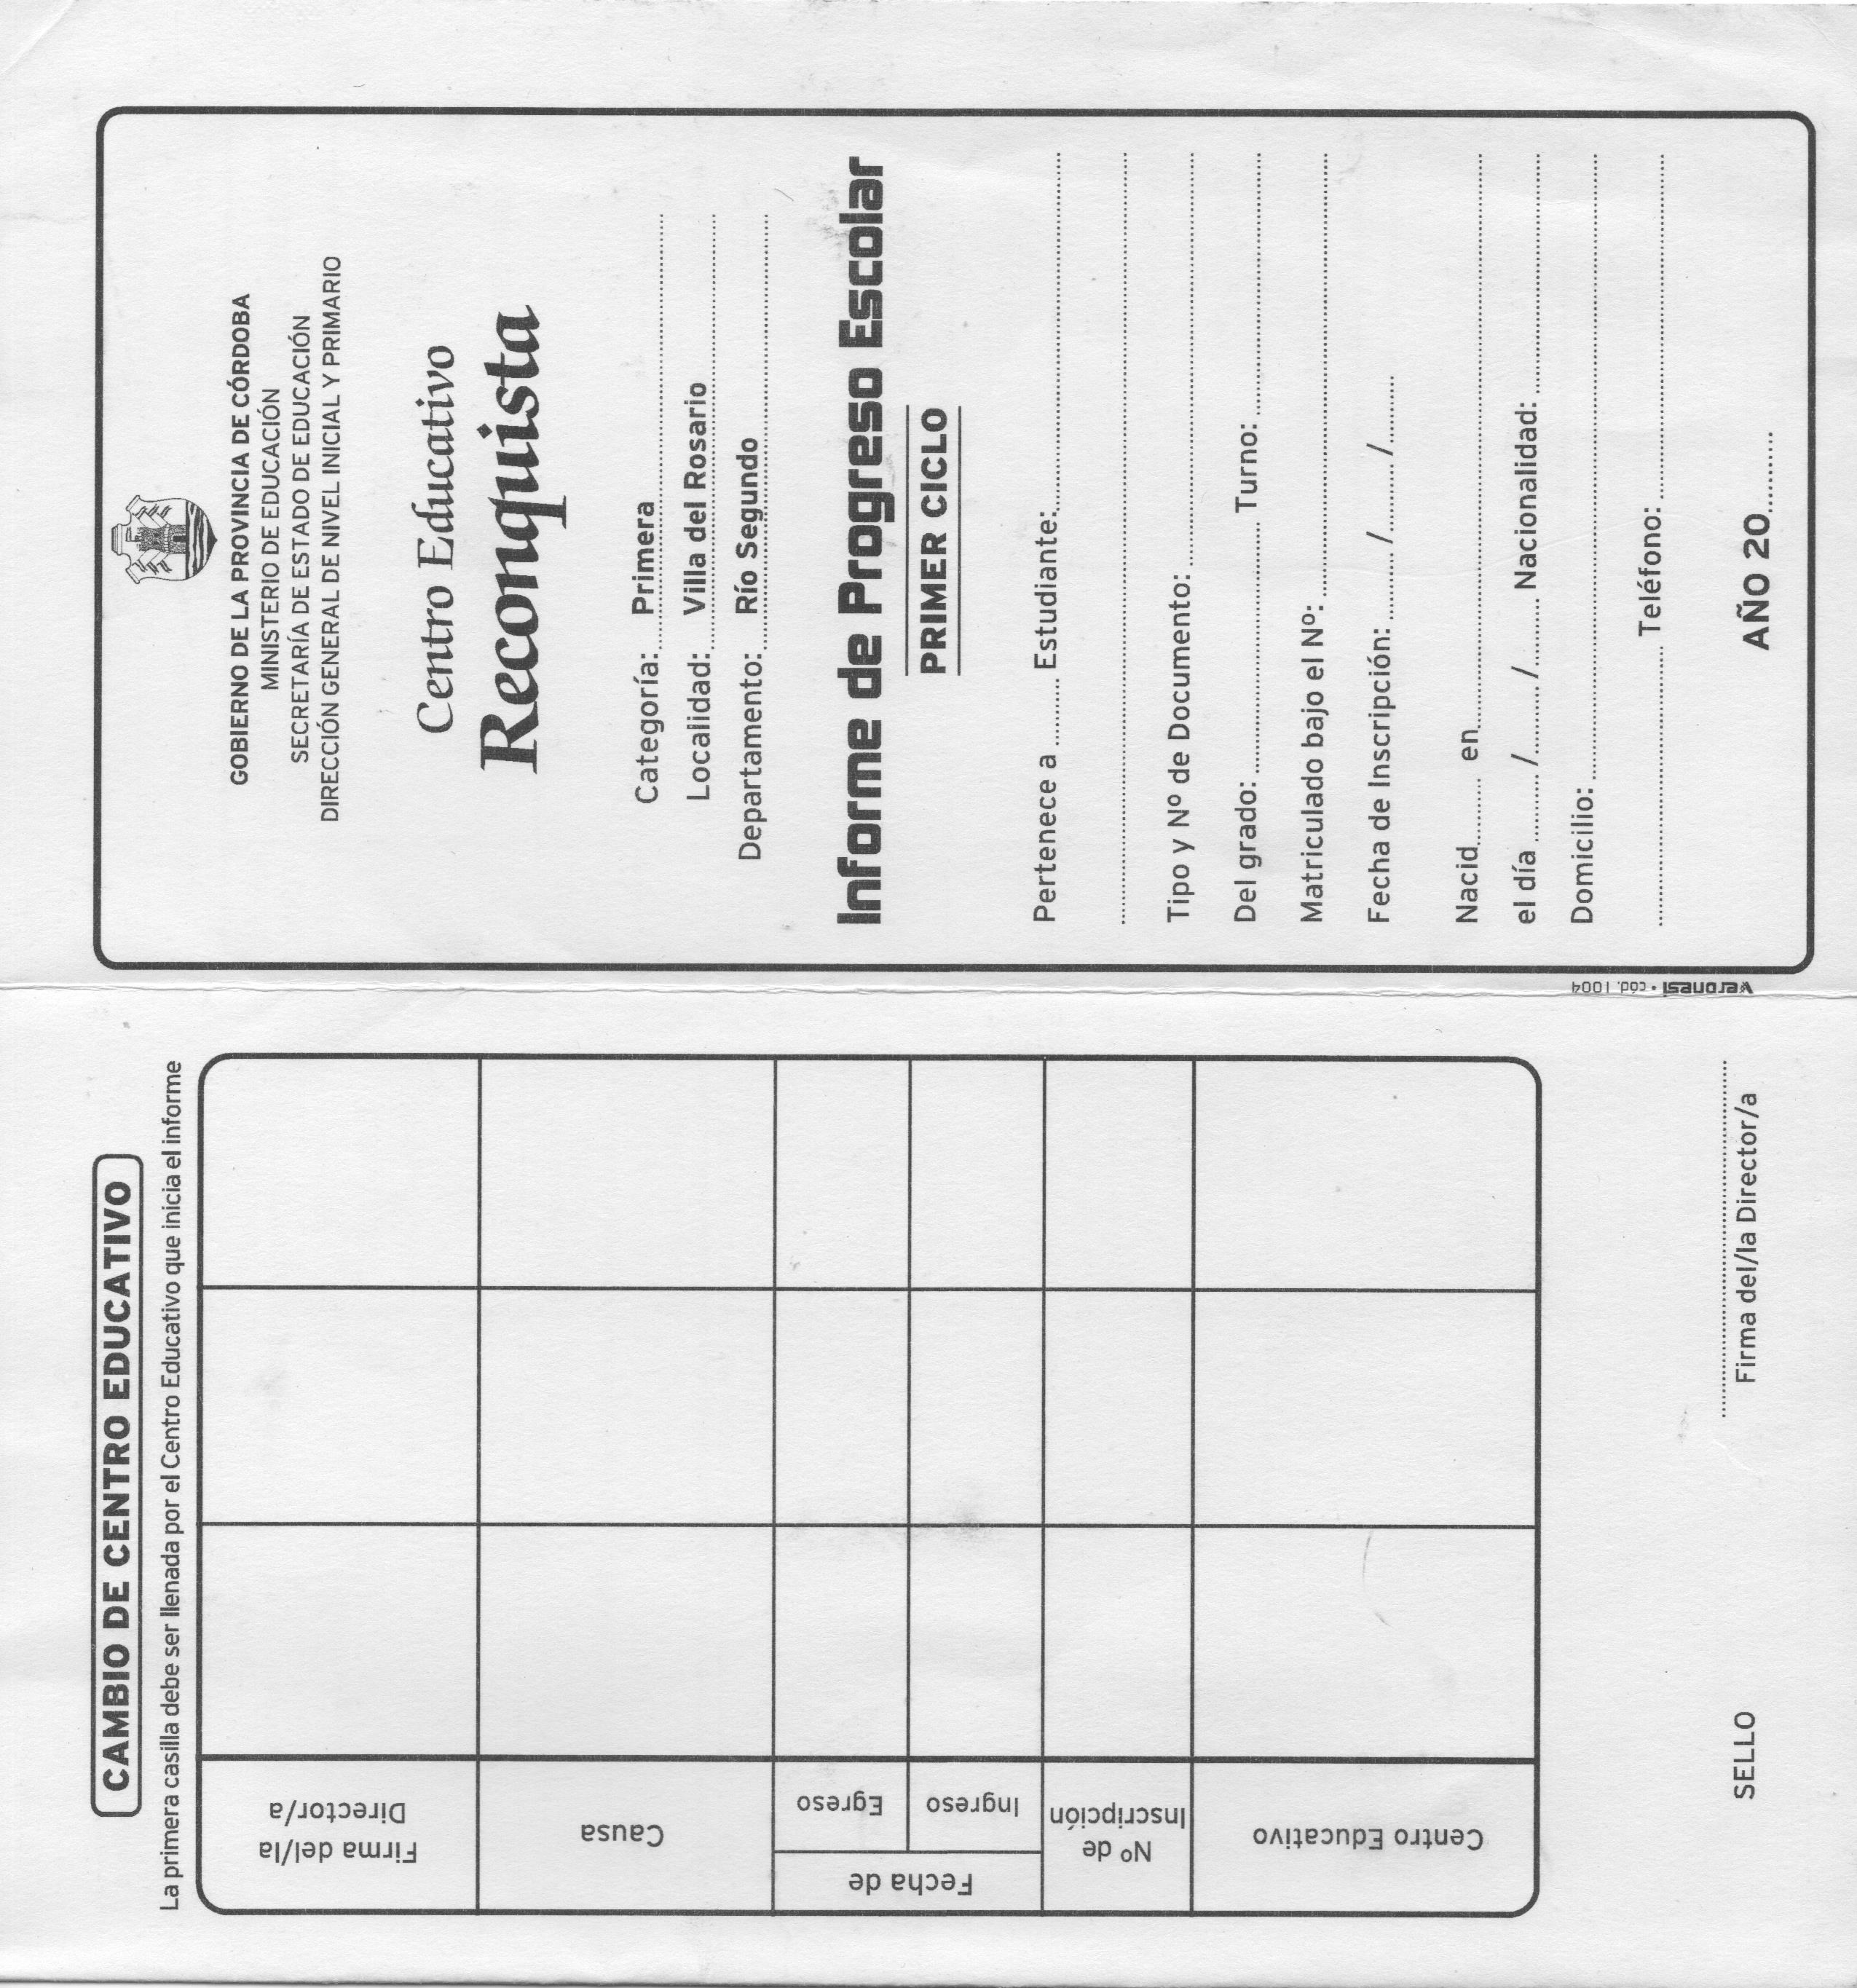 CAMBIO DE CENTRO EDUCATIVO
La primera casilla debe ser llenada por el Centro Educativo que inicia el informe
Firma del/la
Director/a
Causa
Fecha de
Egreso
Ingreso
Nº de
Inscripción
Centro Educativo
SELLO
Firma del/la Director/a
veronesi • cód. 1004
GOBIERNO DE LA PROVINCIA DE CÓRDOBA
MINISTERIO DE EDUCACIÓN
SECRETARÍA DE ESTADO DE EDUCACIÓN
DIRECCIÓN GENERAL DE NIVEL INICIAL Y PRIMARIO
Centro Educativo
Reconquista
Categoría: Primera
Localidad: Villa del Rosario
Departamento: Río Segundo
Informe de Progreso Escolar
PRIMER CICLO
Pertenece a .......... Estudiante:..........
Tipo y Nº de Documento: ..........
Del grado: .......... Turno: ..........
Matriculado bajo el Nº: ..........
Fecha de Inscripción: .......... /.......... /..........
Nacid.......... en..........
el día .......... /.......... /.......... Nacionalidad: ..........
Domicilio: ..........
.......... Teléfono: ..........
AÑO 20..........